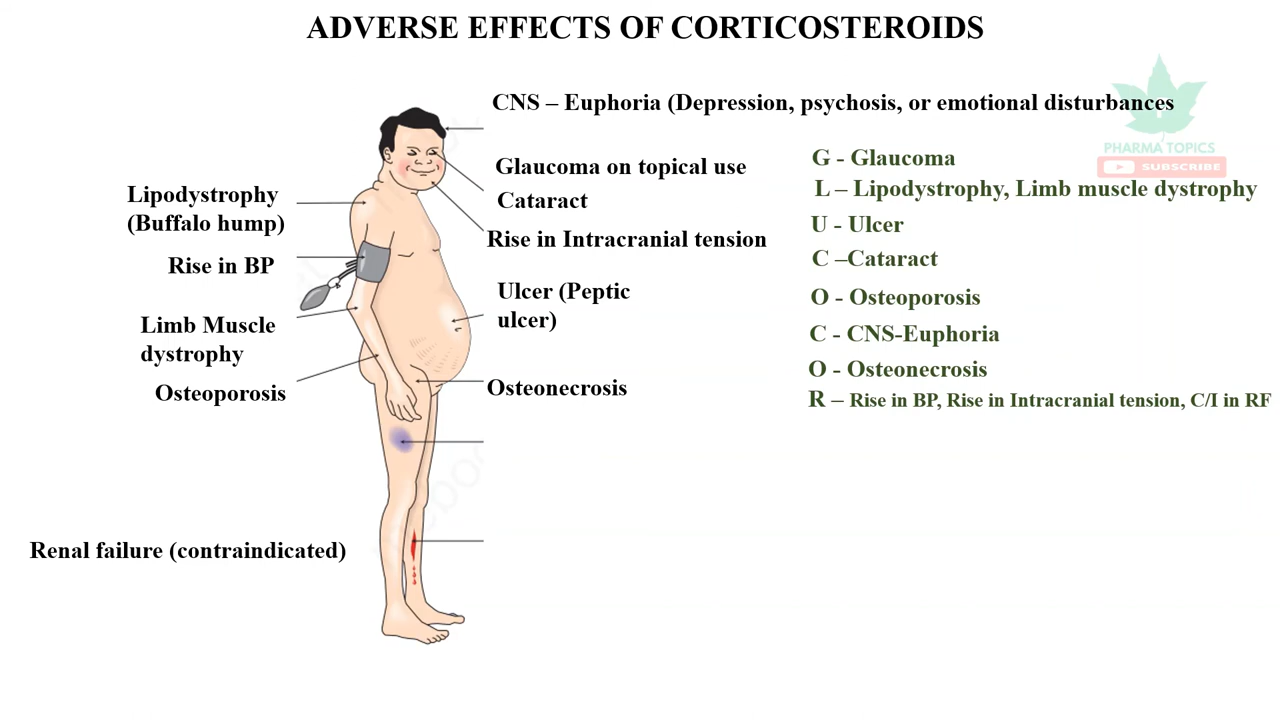 ADVERSE EFFECTS OF CORTICOSTEROIDS
CNS – Euphoria (Depression, psychosis, or emotional disturbances
Glaucoma on topical use
Cataract
Rise in Intracranial tension
Ulcer (Peptic
ulcer)
Osteonecrosis
Lipodystrophy
(Buffalo hump)
Rise in BP
Limb Muscle
dystrophy
Osteoporosis
Renal failure (contraindicated)
PHARMA TOPICS
SUBSCRIBE
G - Glaucoma
L – Lipodystrophy, Limb muscle dystrophy
U - Ulcer
C –Cataract
O - Osteoporosis
C - CNS-Euphoria
O - Osteonecrosis
R – Rise in BP, Rise in Intracranial tension, C/I in RF